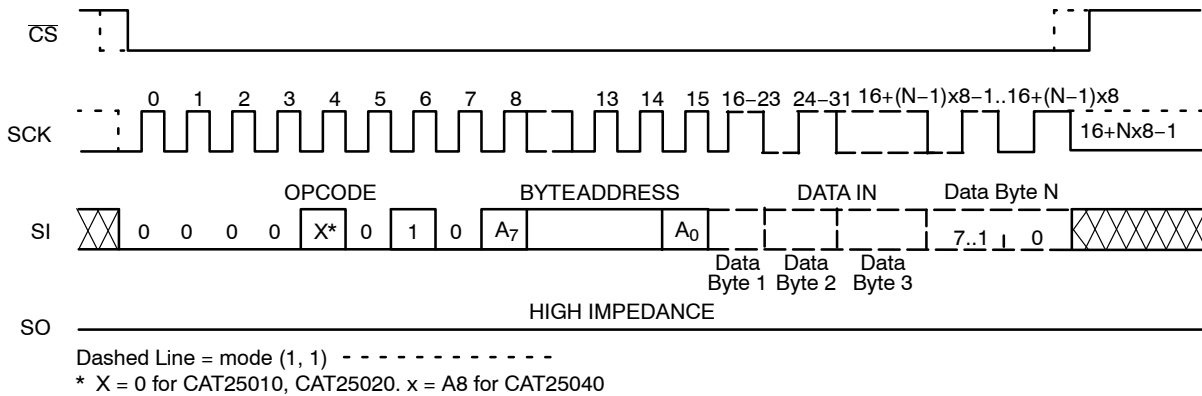 CS
0 1 2 3 4 5 6 7 8 13 14 15 16–23 24–31 16+(N–1)x8–1..16+(N–1)x8
SCK
16+Nx8–1
OPCODE BYTEADDRESS DATA IN Data Byte N
SI 0 0 0 0 X* 0 1 0 A7 A0 7..1 0
Data Byte 1 Data Byte 2 Data Byte 3
HIGH IMPEDANCE
SO
Dashed Line = mode (1, 1)
* X = 0 for CAT25010, CAT25020. x = A8 for CAT25040